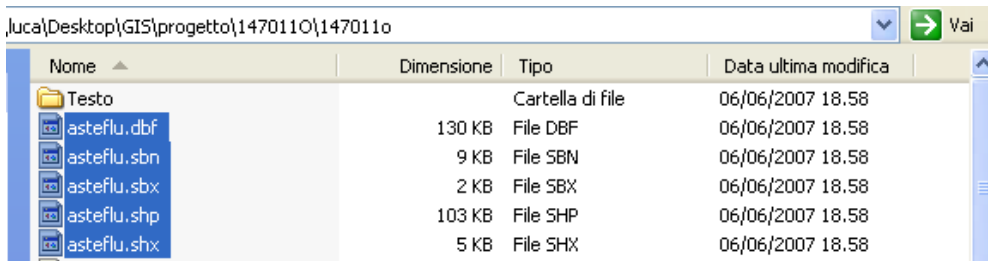 luca\Desktop\GIS\progetto\147011O\147011o Vai
Nome Dimensione Tipo Data ultima modifica
Testo Cartella di file 06/06/2007 18.58
asteflu.dbf 130 KB File DBF 06/06/2007 18.58
asteflu.sbn 9 KB File SBN 06/06/2007 18.58
asteflu.sbx 2 KB File SBX 06/06/2007 18.58
asteflu.shp 103 KB File SHP 06/06/2007 18.58
asteflu.shx 5 KB File SHX 06/06/2007 18.58